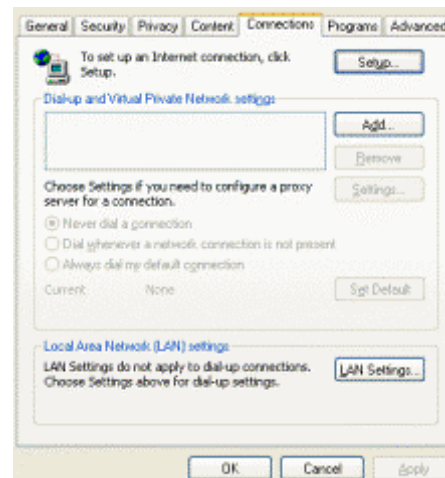 General Security Privacy Content Connections Programs Advanced
To set up an Internet connection, click
Setup.
Setup...
Dial-up and Virtual Private Network settings
Add...
Remove
Choose Settings if you need to configure a proxy
server for a connection.
Settings...
Never dial a connection
Dial whenever a network connection is not present
Always dial my default connection
Current None
Set Default
Local Area Network (LAN) settings
LAN Settings do not apply to dial-up connections.
Choose Settings above for dial-up settings.
LAN Settings...
OK Cancel Apply